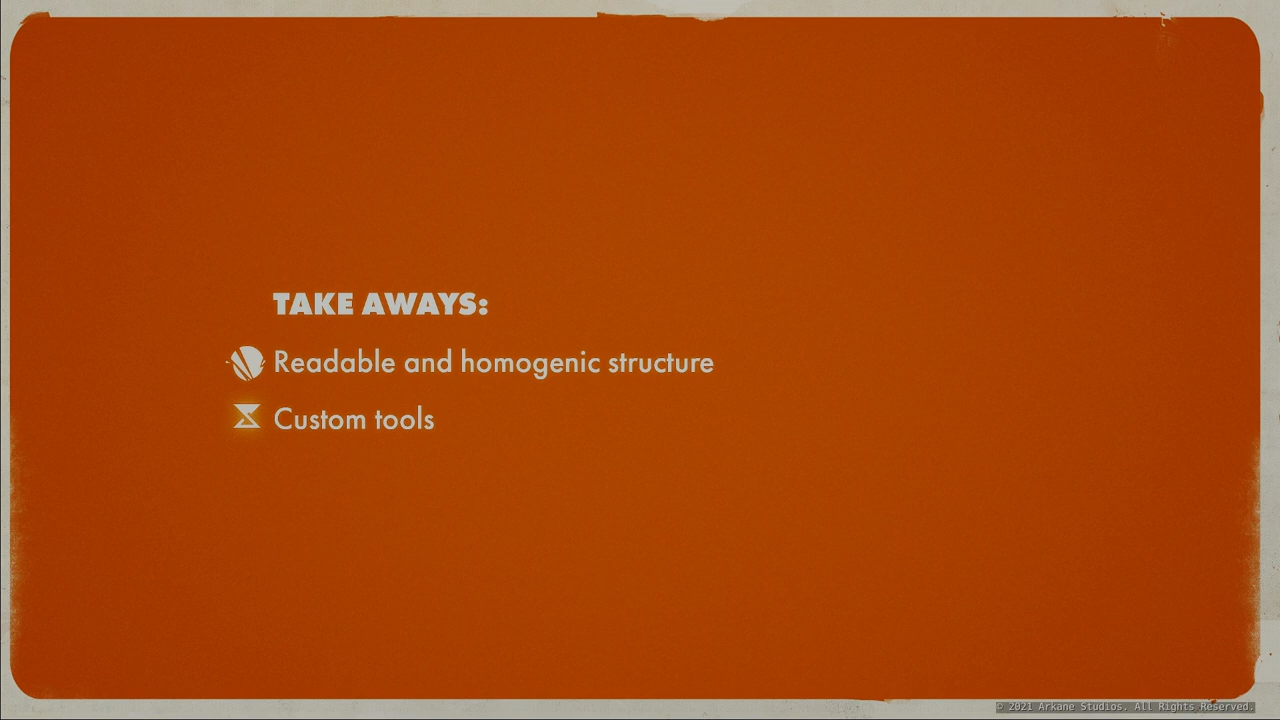 TAKE AWAYS:
Readable and homogenic structure
Custom tools
© 2021 Arkane Studios. All Rights Reserved.